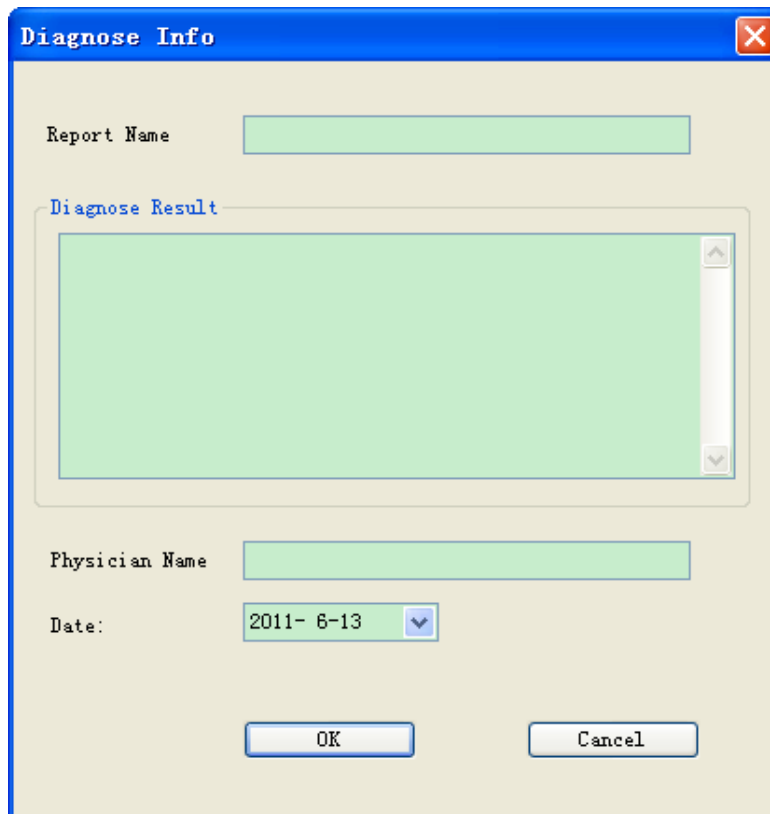 Diagnose Info
Report Name
Diagnose Result
Physician Name
Date:
2011- 6-13
OK
Cancel